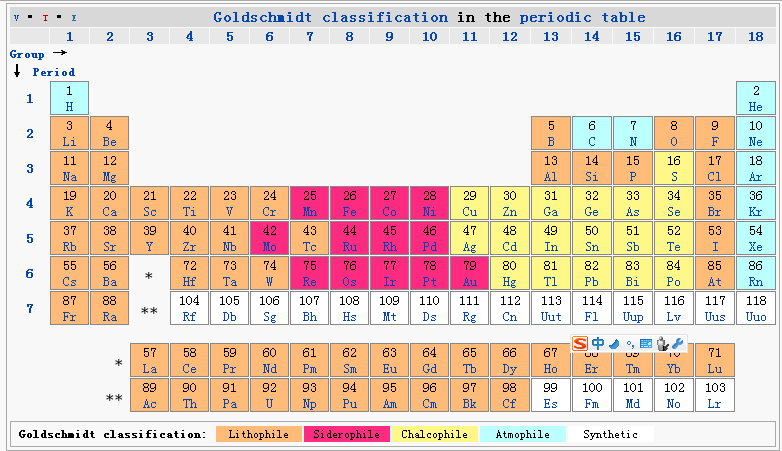 V ▪ T ▪ E Goldschmidt classification in the periodic table
1 2 3 4 5 6 7 8 9 10 11 12 13 14 15 16 17 18
Group →
↓ Period
1 1 2
H He
2 3 4 5 6 7 8 9 10
Li Be B C N O F Ne
3 11 12 13 14 15 16 17 18
Na Mg Al Si P S Cl Ar
4 19 20 21 22 23 24 25 26 27 28 29 30 31 32 33 34 35 36
K Ca Sc Ti V Cr Mn Fe Co Ni Cu Zn Ga Ge As Se Br Kr
5 37 38 39 40 41 42 43 44 45 46 47 48 49 50 51 52 53 54
Rb Sr Y Zr Nb Mo Tc Ru Rh Pd Ag Cd In Sn Sb Te I Xe
6 55 56 * 72 73 74 75 76 77 78 79 80 81 82 83 84 85 86
Cs Ba Hf Ta W Re Os Ir Pt Au Hg Tl Pb Bi Po At Rn
7 87 88 ** 104 105 106 107 108 109 110 111 112 113 114 115 116 117 118
Fr Ra Rf Db Sg Bh Hs Mt Ds Rg Cn Uut Fl Uup Lv Uus Uuo
S 中
* 57 58 59 60 61 62 63 64 65 66 67 71
La Ce Pr Nd Pm Sm Eu Gd Tb Dy Ho Er Tm Yb Lu
** 89 90 91 92 93 94 95 96 97 98 99 100 101 102 103
Ac Th Pa U Np Pu Am Cm Bk Cf Es Fm Md No Lr
Goldschmidt classification: Lithophile Siderophile Chalcophile Atmophile Synthetic